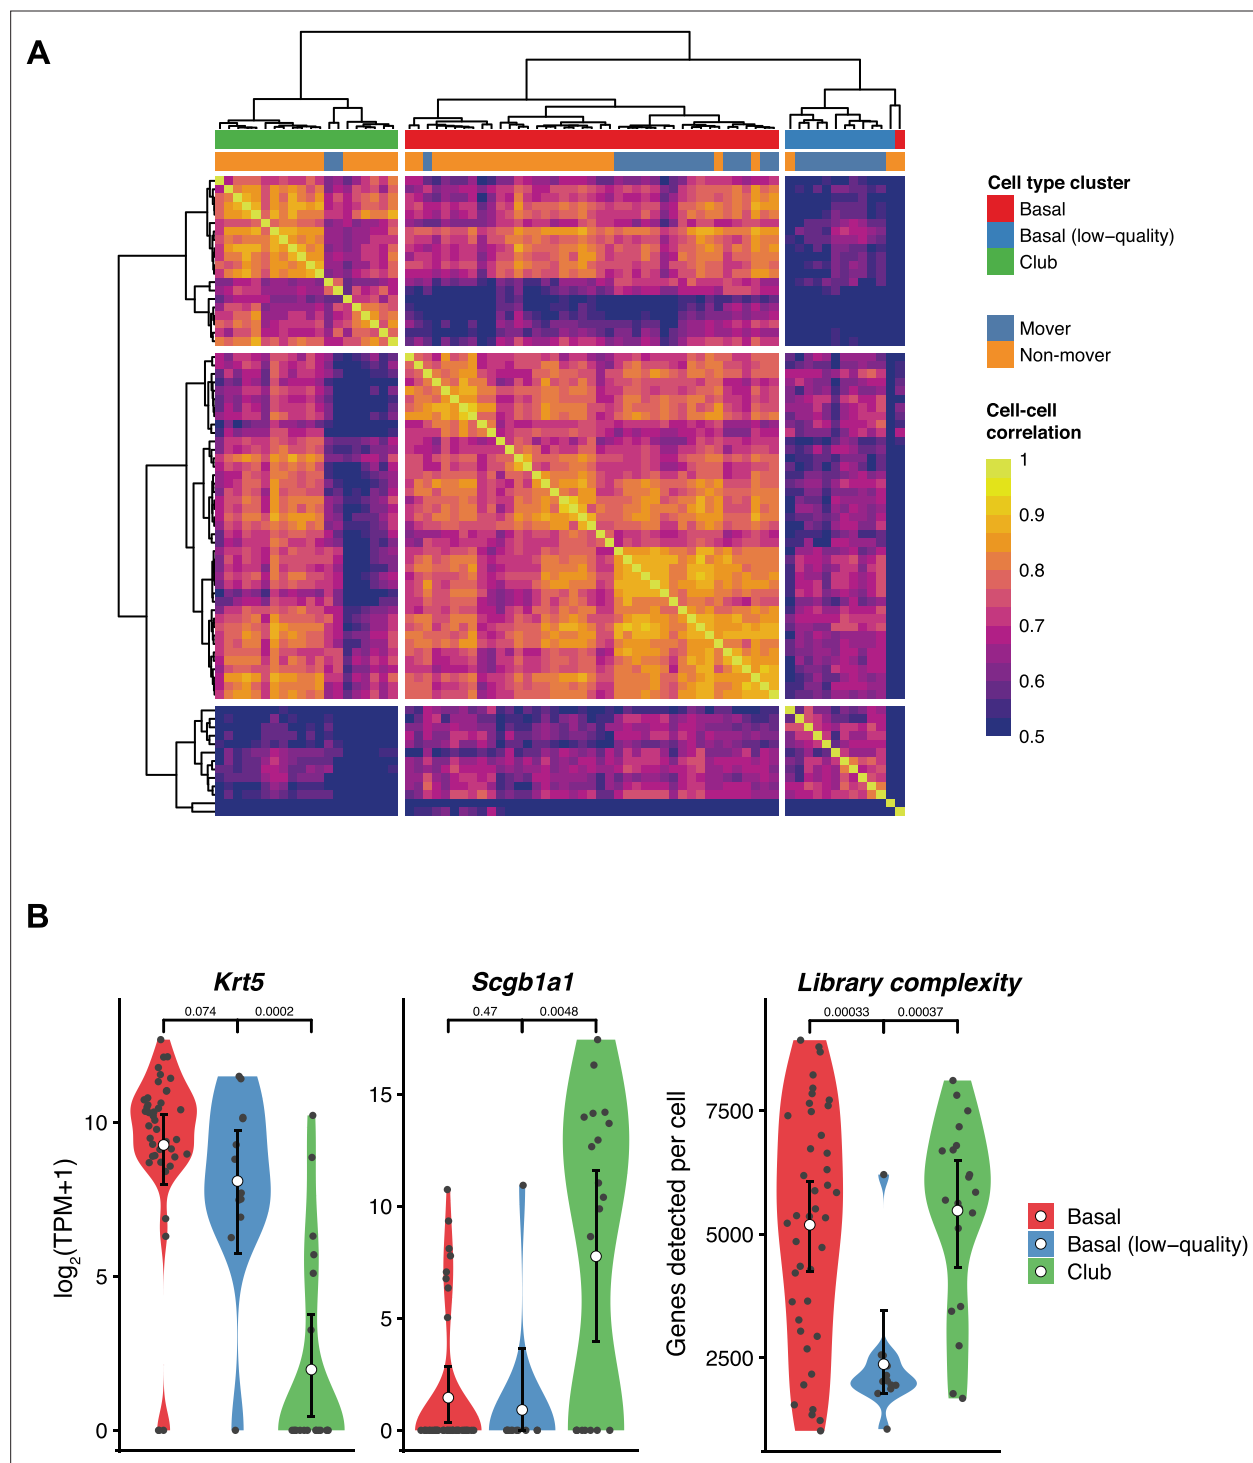 A
Cell type cluster
Basal
Basal (low−quality)
Club
Mover
Non-mover
Cell-cell
correlation
1
0.9
0.8
0.7
0.6
0.5
B
Krt5
Scgb1a1
Library complexity
0.074
0.0002
0.47
0.0048
0.00033
0.00037
log2(TPM+1)
10
5
0
15
10
5
0
Genes detected per cell
7500
5000
2500
Basal
Basal (low−quality)
Club